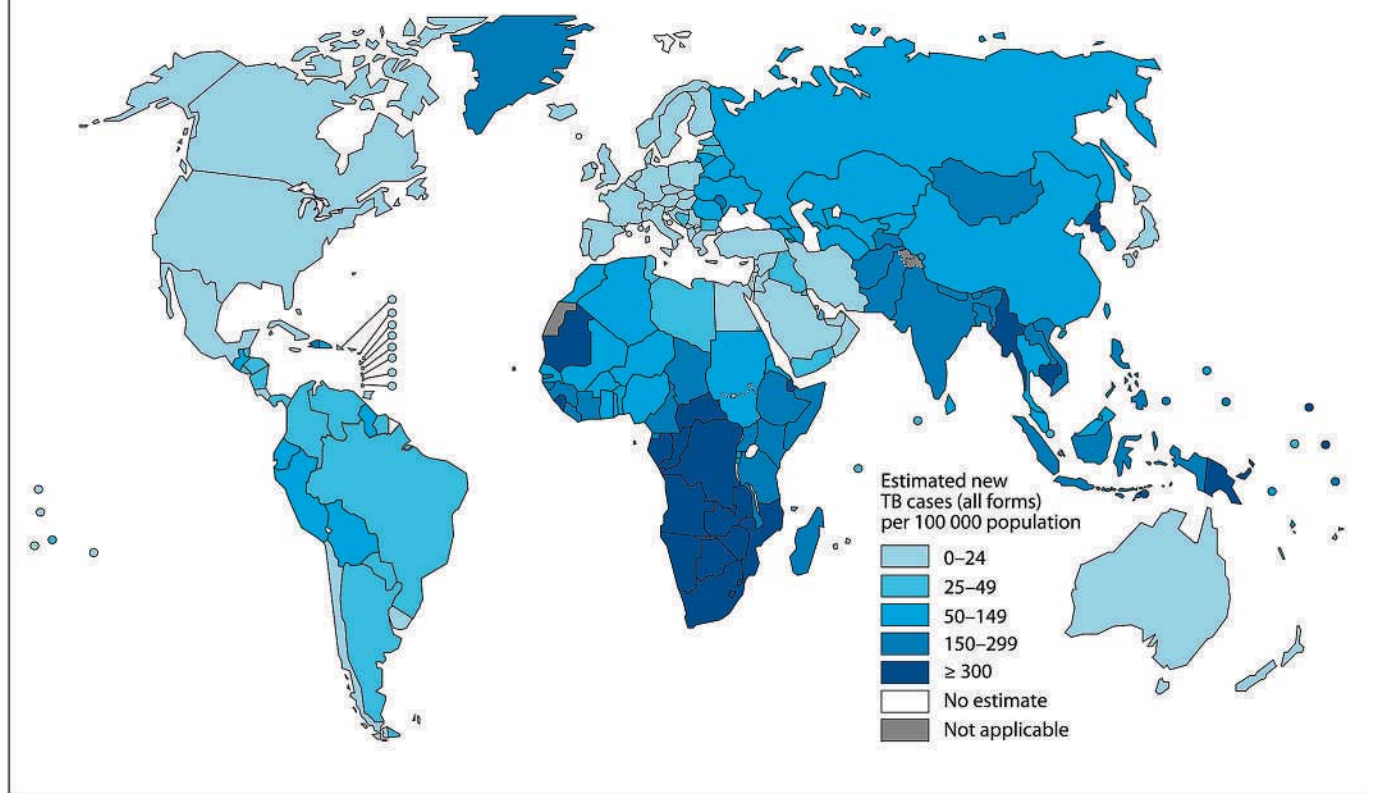 Estimated new
TB cases (all forms)
per 100 000 population
0–24
25–49
50–149
150–299
≥ 300
No estimate
Not applicable